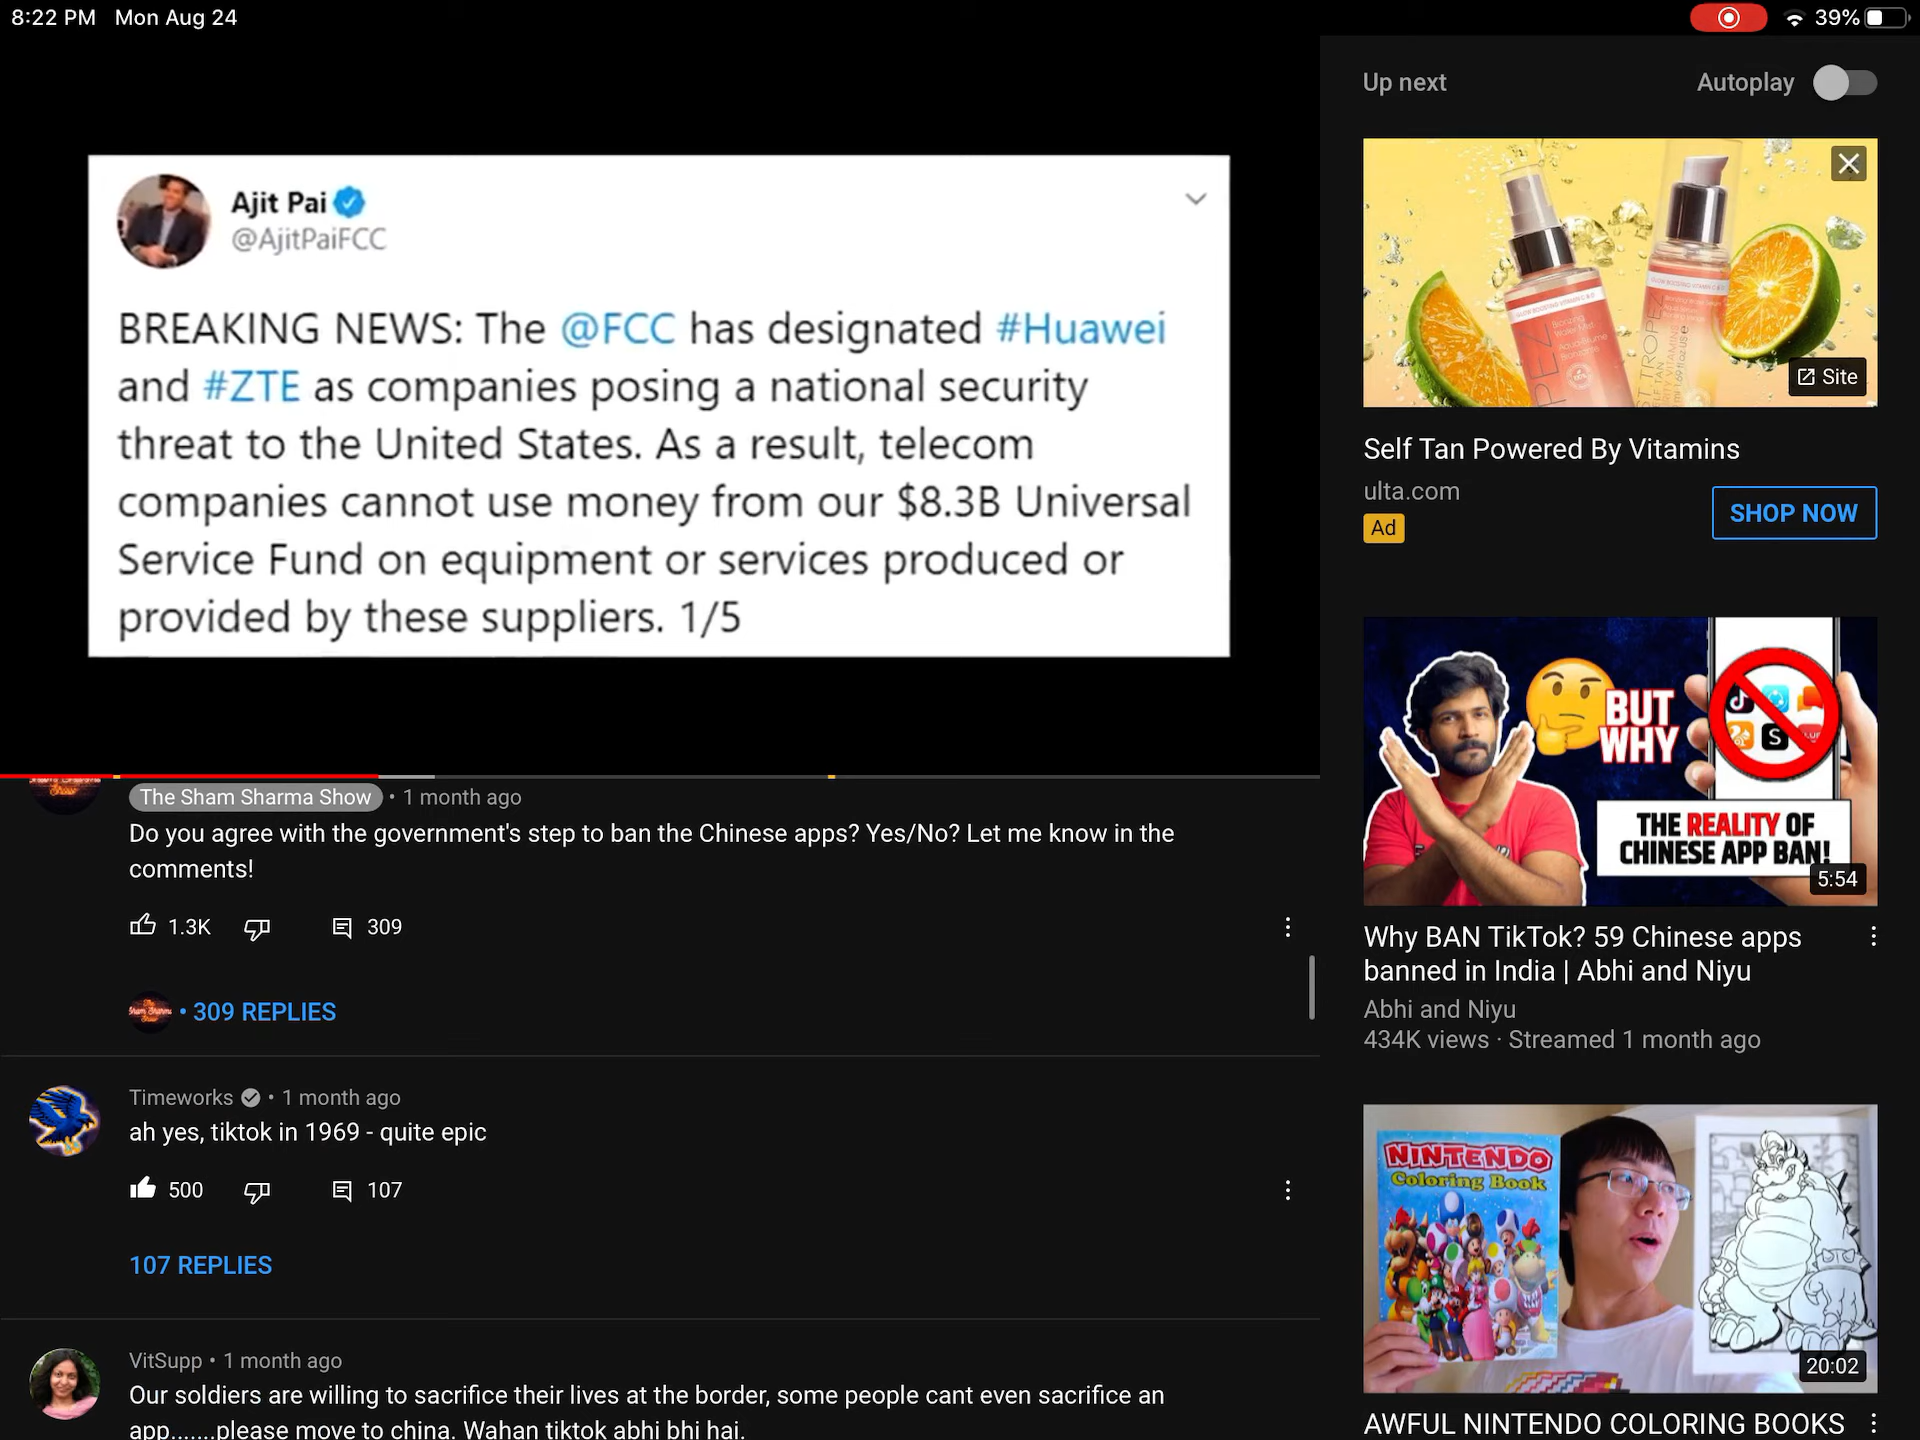 8:22 PM Mon Aug 24
39%
Ajit Pai
@AjitPaiFCC
BREAKING NEWS: The @FCC has designated #Huawei
and #ZTE as companies posing a national security
threat to the United States. As a result, telecom
companies cannot use money from our $8.3B Universal
Service Fund on equipment or services produced or
provided by these suppliers. 1/5
The Sham Sharma Show • 1 month ago
Do you agree with the government's step to ban the Chinese apps? Yes/No? Let me know in the
comments!
1.3K 309
• 309 REPLIES
Timeworks • 1 month ago
ah yes, tiktok in 1969 - quite epic
500 107
107 REPLIES
VitSupp • 1 month ago
Our soldiers are willing to sacrifice their lives at the border, some people cant even sacrifice an
app.......please move to china. Wahan tiktok abhi bhi hai.
Up next Autoplay
Site
Self Tan Powered By Vitamins
ulta.com
Ad
SHOP NOW
BUT
WHY
THE REALITY OF
CHINESE APP BAN!
5:54
Why BAN TikTok? 59 Chinese apps
banned in India | Abhi and Niyu
Abhi and Niyu
434K views · Streamed 1 month ago
NINTENDO
Coloring Book
20:02
AWFUL NINTENDO COLORING BOOKS